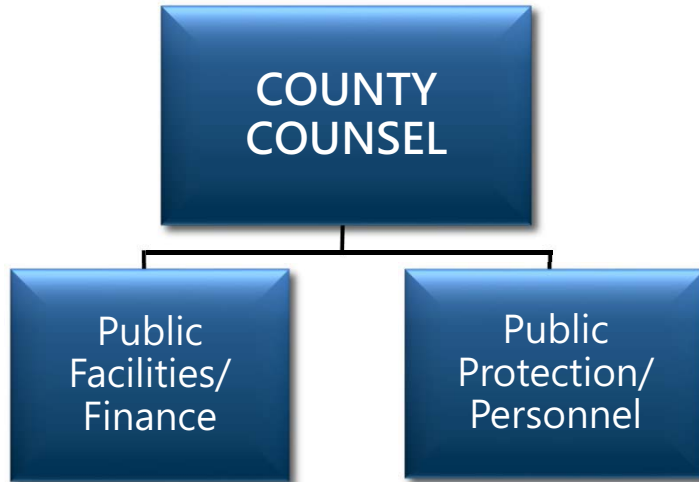 COUNTY
COUNSEL
Public
Facilities/
Finance
Public
Protection/
Personnel